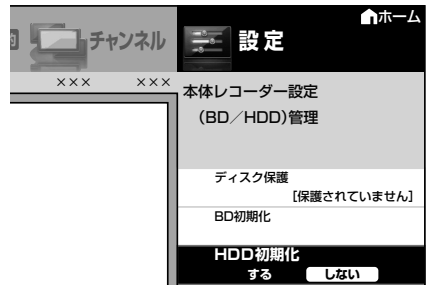 ホーム
チャンネル
設定
××× ×××
本体レコーダー設定
(BD/HDD)管理
ディスク保護
[保護されていません]
BD初期化
HDD初期化
する しない